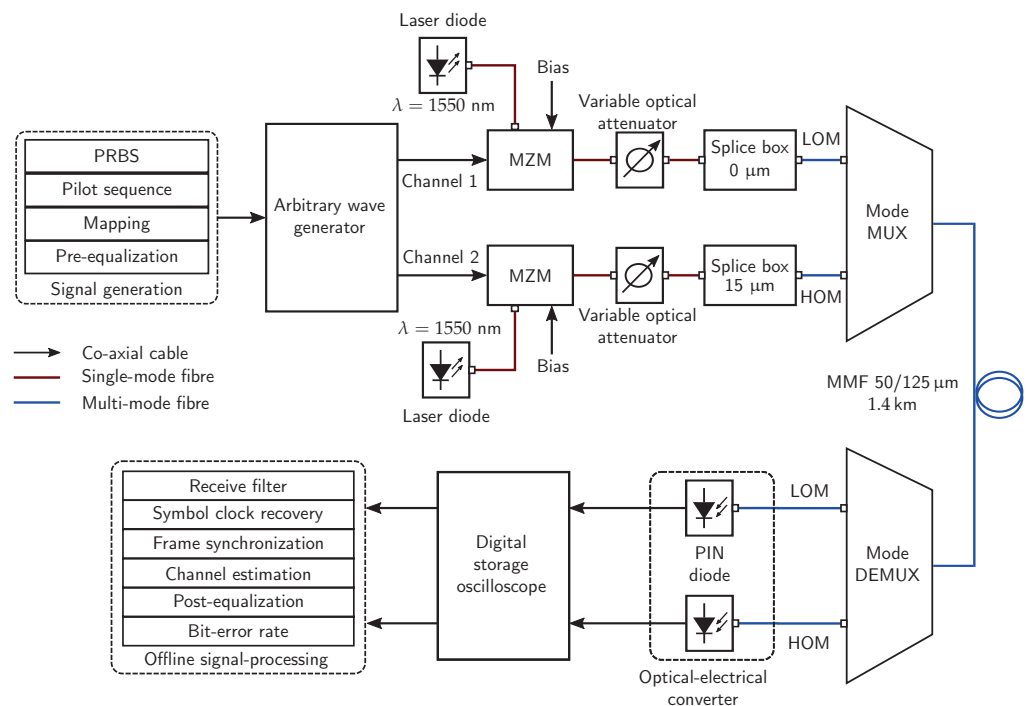 Laser diode
λ = 1550 nm
Bias
Variable optical
attenuator
PRBS
Pilot sequence
Mapping
Pre-equalization
Signal generation
Arbitrary wave
generator
Channel 1
MZM
Splice box
0 μm
LOM
Mode
MUX
Channel 2
MZM
Splice box
15 μm
HOM
λ = 1550 nm
Bias
Variable optical
attenuator
Laser diode
Co-axial cable
Single-mode fibre
Multi-mode fibre
MMF 50/125 μm
1.4 km
Receive filter
Symbol clock recovery
Frame synchronization
Channel estimation
Post-equalization
Bit-error rate
Offline signal-processing
Digital
storage
oscilloscope
PIN
diode
Optical-electrical
converter
LOM
HOM
Mode
DEMUX